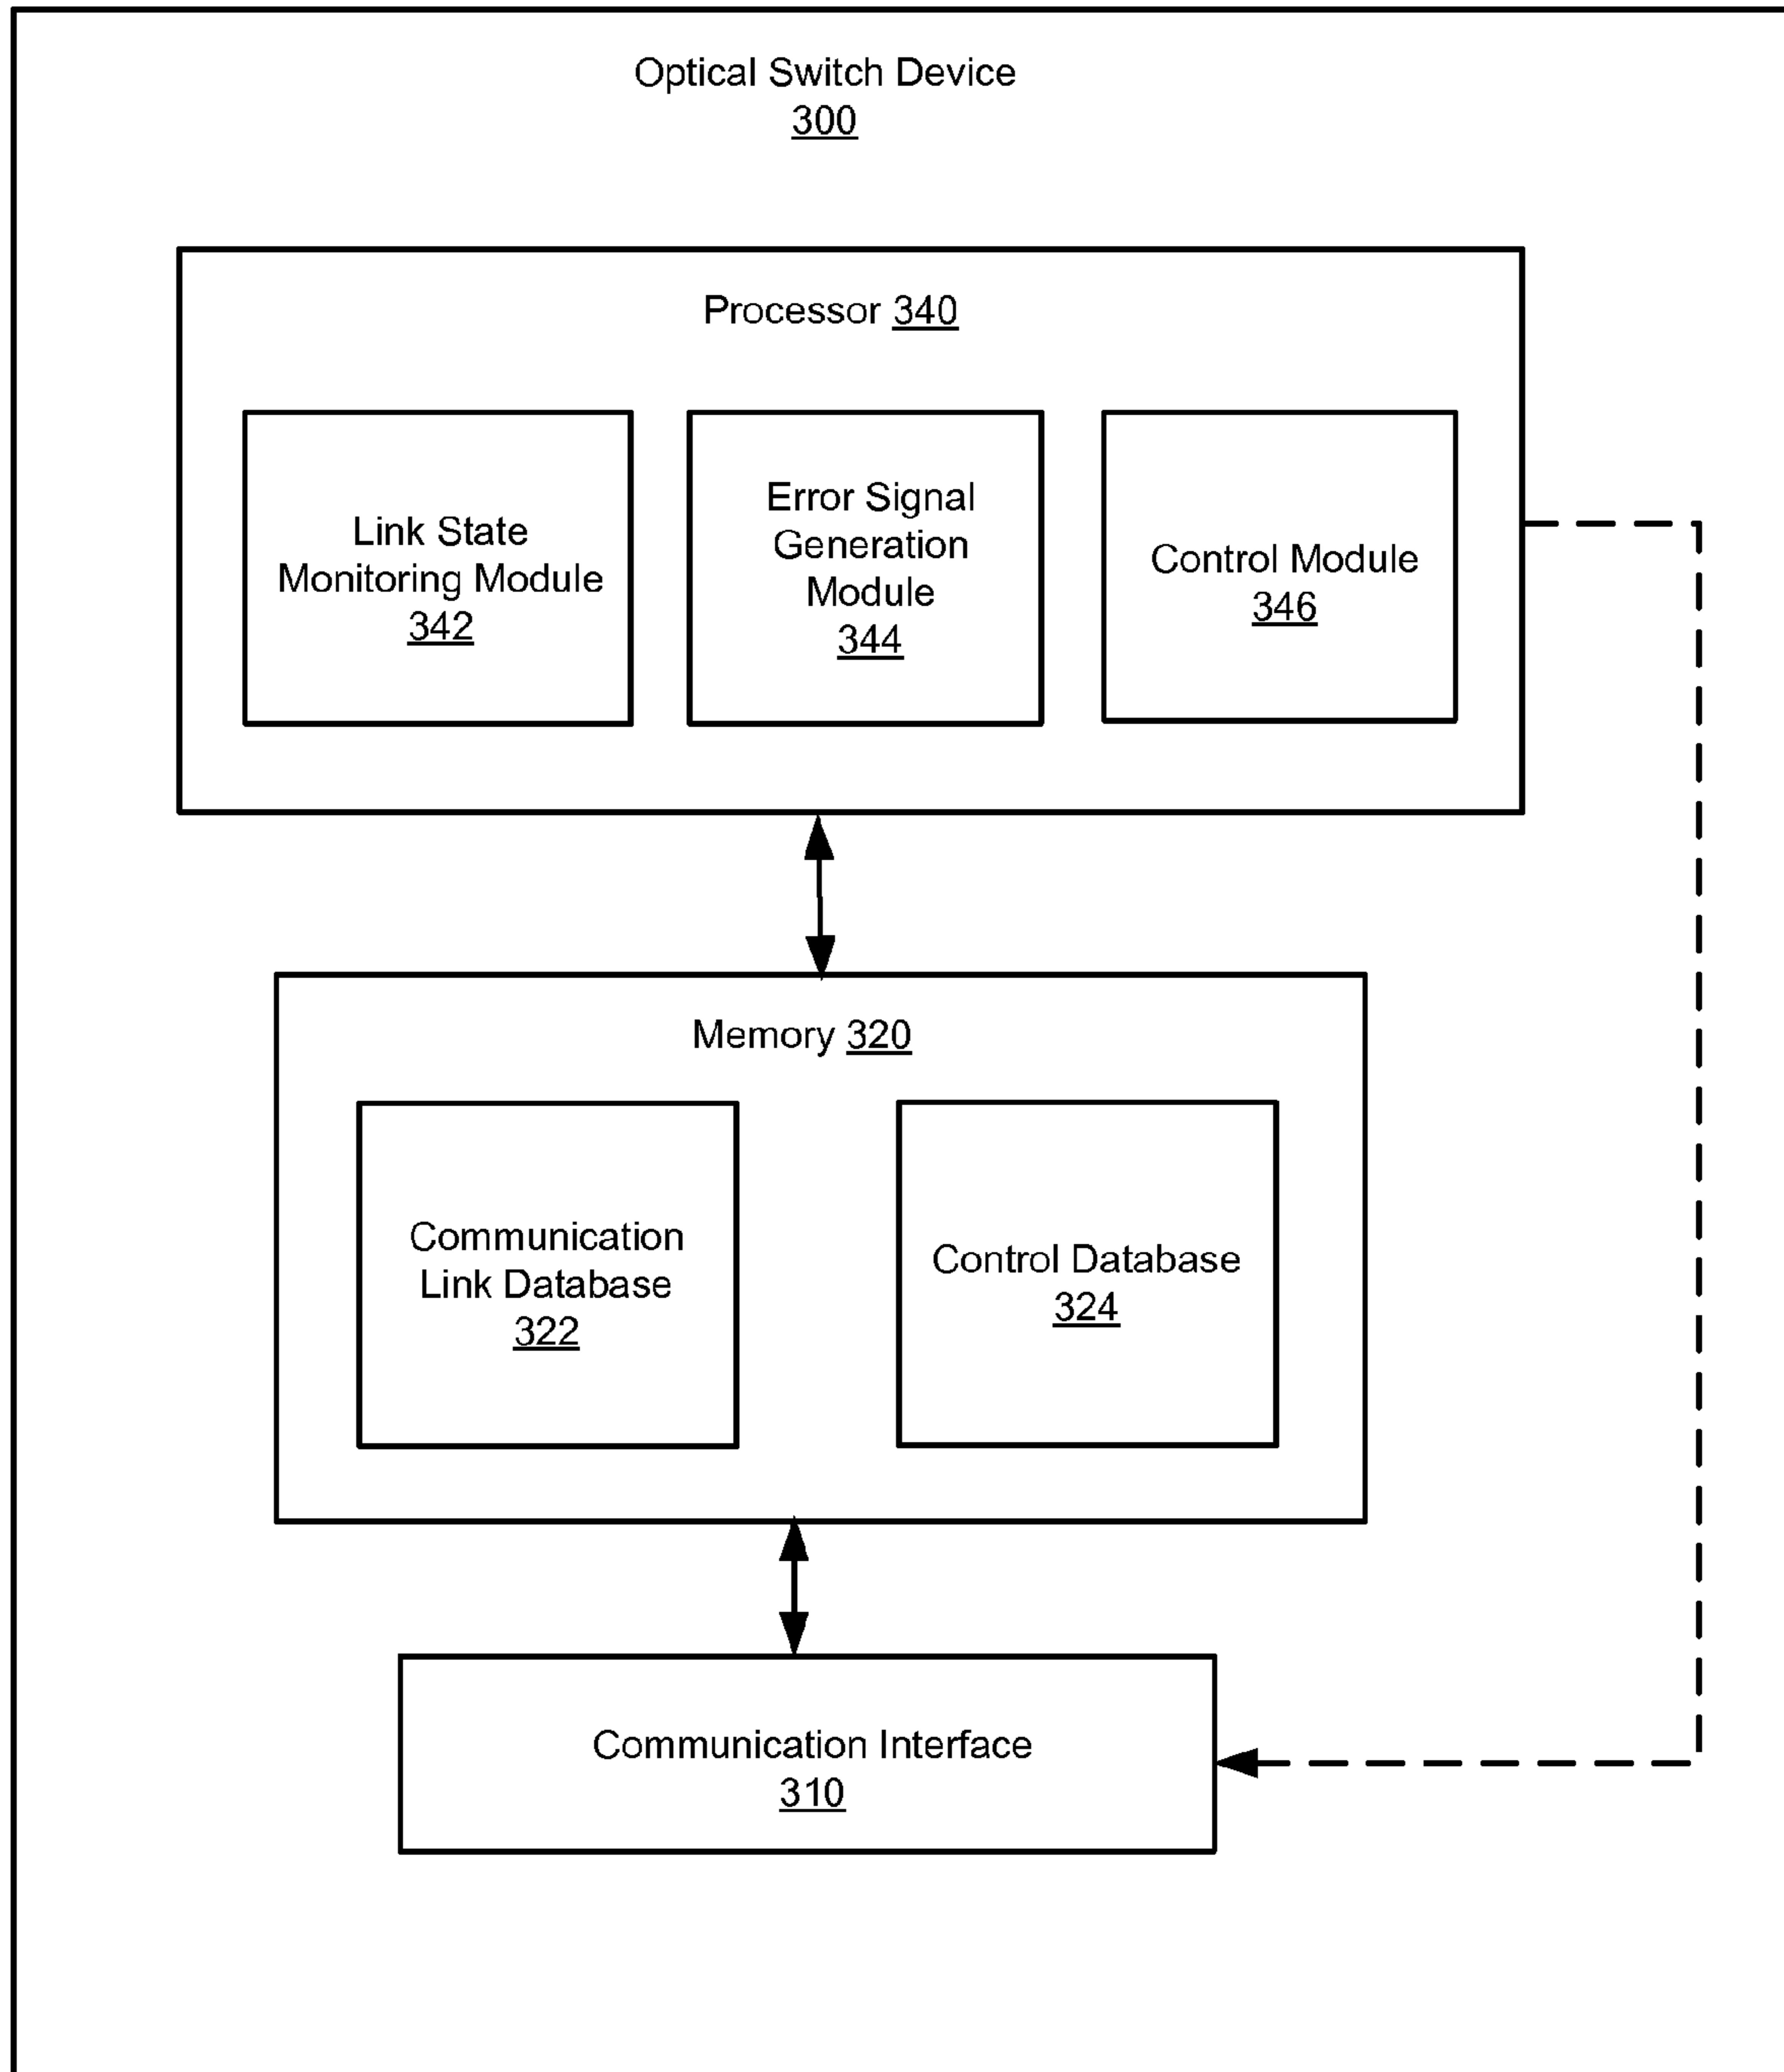 Optical Switch Device
300
Processor 340
Link State
Monitoring Module
342
Error Signal
Generation
Module
344
Control Module
346
Memory 320
Communication
Link Database
322
Control Database
324
Communication Interface
310